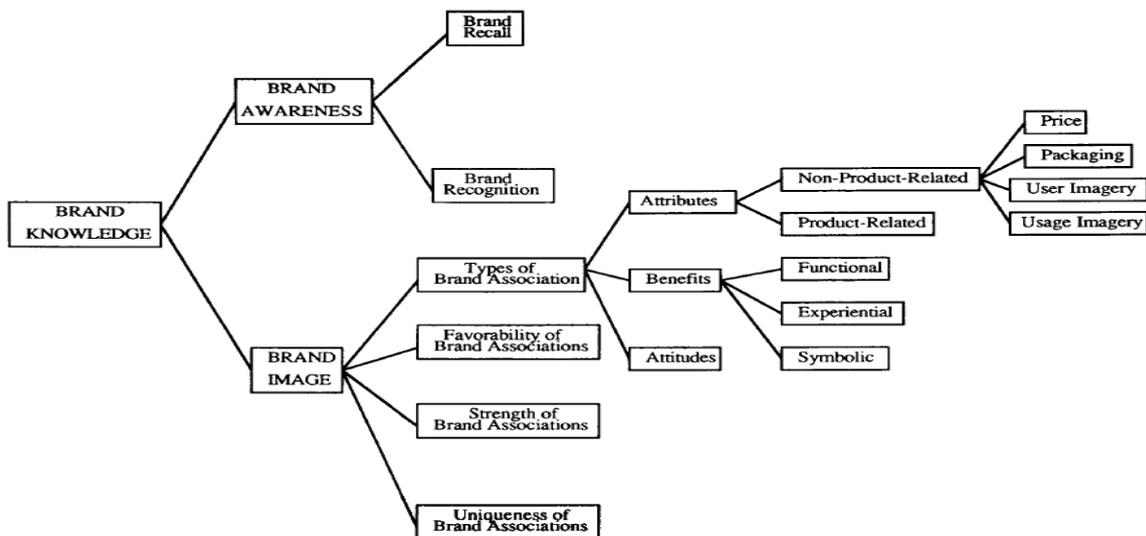 Brand
Recall
BRAND
AWARENESS
Brand
Recognition
BRAND
KNOWLEDGE
Price
Packaging
User Imagery
Usage Imagery
Non-Product-Related
Product-Related
Attributes
Types of
Brand Association
Benefits
Functional
Experiential
Symbolic
Attitudes
BRAND
IMAGE
Favorability of
Brand Associations
Strength of
Brand Associations
Uniqueness of
Brand Associations